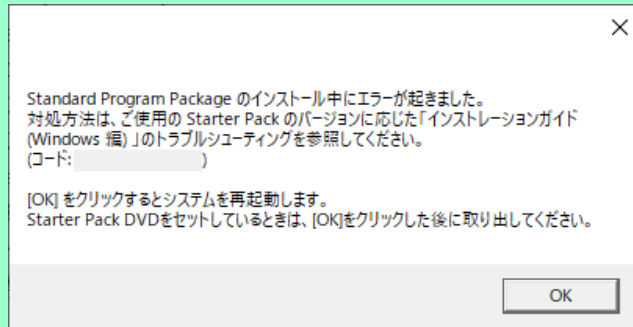 Standard Program Package のインストール中にエラーが起きました。
対処方法は、ご使用の Starter Pack のバージョンに応じた「インストレーションガイド
(Windows 編) 」のトラブルシューティングを参照してください。
(コード: )
[OK] をクリックするとシステムを再起動します。
Starter Pack DVDをセットしているときは、[OK]をクリックした後に取り出してください。
OK